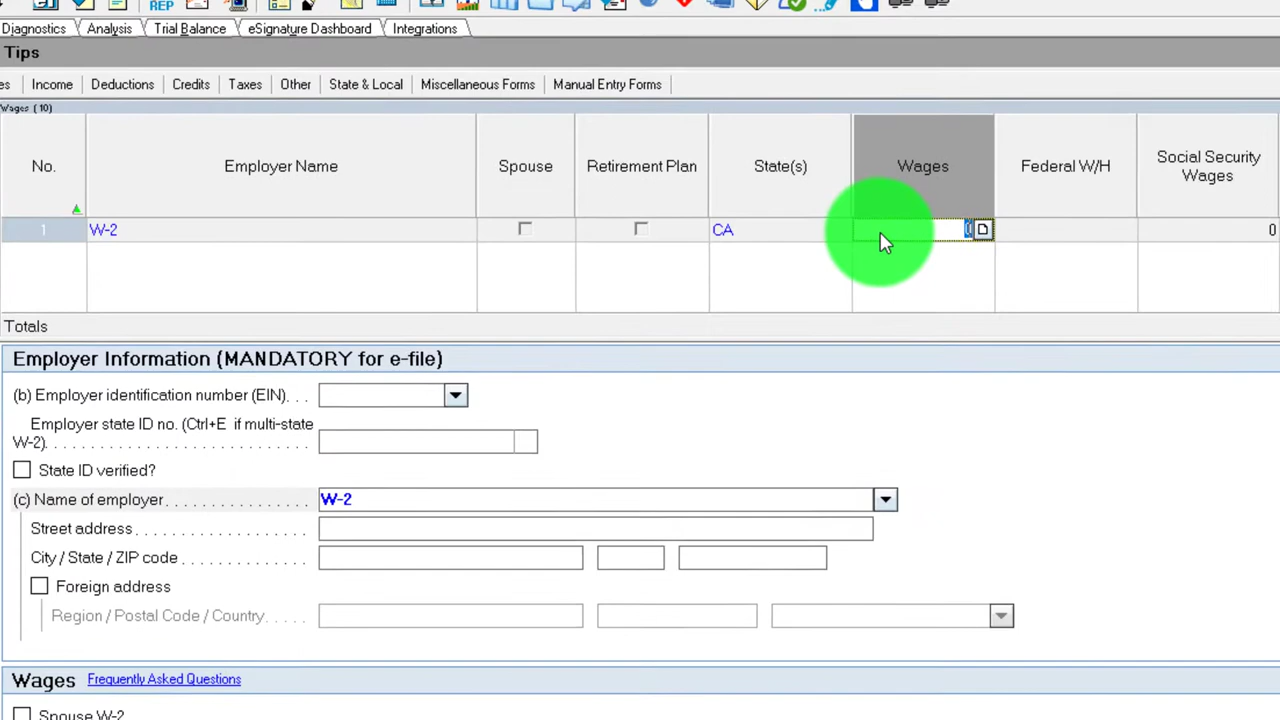 REP
Diagnostics Analysis Trial Balance eSignature Dashboard Integrations
Tips
es Income Deductions Credits Taxes Other State & Local Miscellaneous Forms Manual Entry Forms
Wages (10)
No. Employer Name Spouse Retirement Plan State(s) Wages Federal W/H Social Security Wages
1 W-2 CA 0 0
Totals
Employer Information (MANDATORY for e-file)
(b) Employer identification number (EIN). . .
Employer state ID no. (Ctrl+E if multi-state
W-2). . . . . . . . . . . . . . . . . . . . . . . . . . . .
State ID verified?
(c) Name of employer . . . . . . . . . . . . . . . W-2
Street address . . . . . . . . . . . . . . . . . .
City / State / ZIP code . . . . . . . . . . . . .
Foreign address
Region / Postal Code / Country. . . . .
Wages Frequently Asked Questions
Spouse W-2